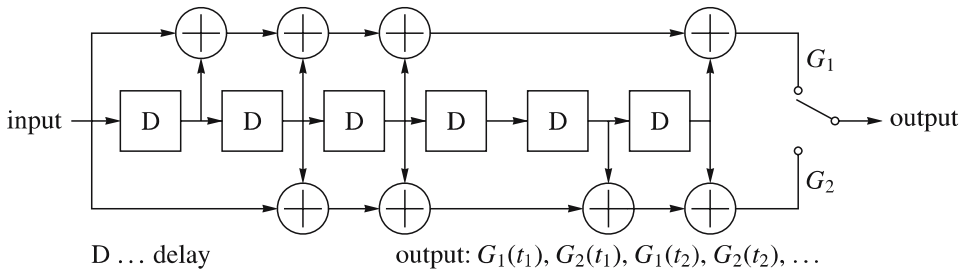 G₁
input D D D D D D output
G₂
D … delay output: G₁(t₁), G₂(t₁), G₁(t₂), G₂(t₂), …